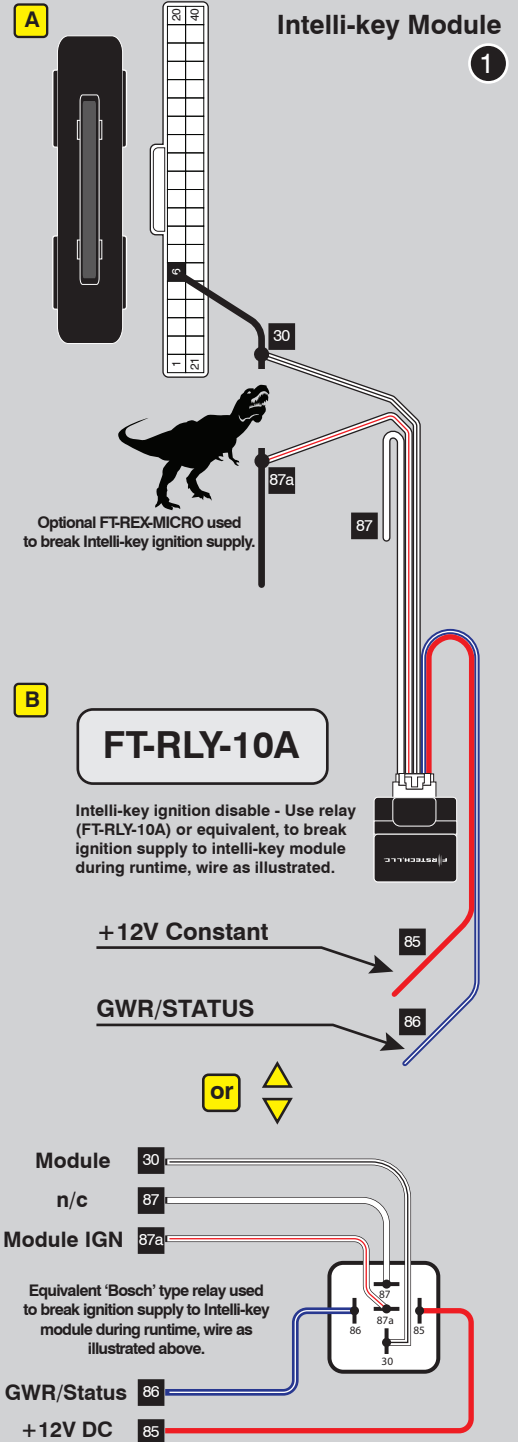 A
Intelli-key Module
1
20
40
6
1
21
30
87a
Optional FT-REX-MICRO used
to break Intelli-key ignition supply.
87
B
FT-RLY-10A
Intelli-key ignition disable - Use relay
(FT-RLY-10A) or equivalent, to break
ignition supply to intelli-key module
during runtime, wire as illustrated.
FIRSTECH,L.L.C.
+12V Constant
85
GWR/STATUS
86
or
Module 30
n/c 87
Module IGN 87a
Equivalent ‘Bosch’ type relay used
to break ignition supply to Intelli-key
module during runtime, wire as
illustrated above.
87
86 87a 85
30
GWR/Status 86
+12V DC 85